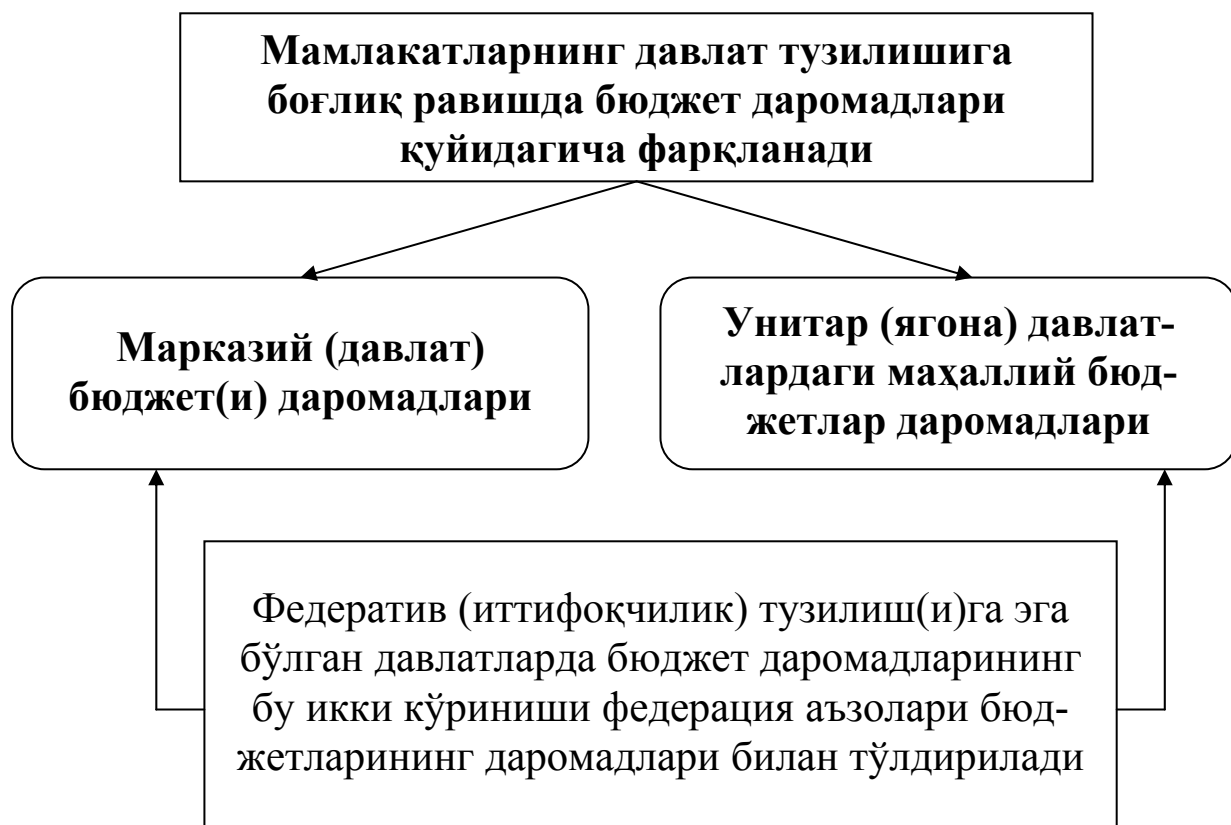 Мамлакатларнинг давлат тузилишига
боғлиқ равишда бюджет даромадлари
қуйидагича фарқланади
Марказий (давлат)
бюджет(и) даромадлари
Унитар (ягона) давлат-
лардаги маҳаллий бюд-
жетлар даромадлари
Федератив (иттифоқчилик) тузилиш(и)га эга
бўлган давлатларда бюджет даромадларининг
бу икки кўриниши федерация аъзолари бюд-
жетларининг даромадлари билан тўлдирилади